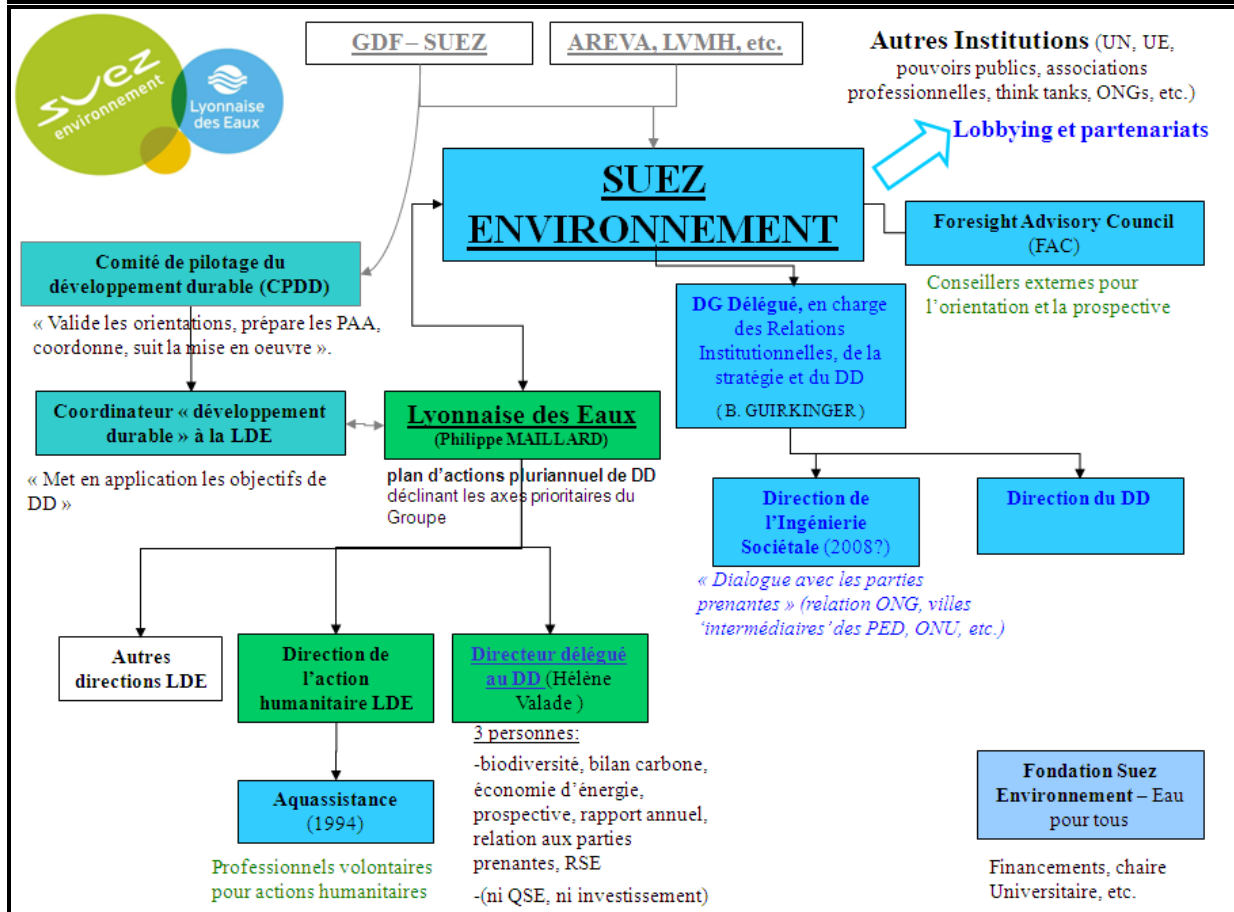 suez
environnement
Lyonnaise
des Eaux
GDF – SUEZ
AREVA, LVMH, etc.
Autres Institutions (UN, UE,
pouvoirs publics, associations
professionnelles, think tanks, ONGs, etc.)
Lobbying et partenariats
SUEZ
ENVIRONNEMENT
Foresight Advisory Council
(FAC)
Conseillers externes pour
l’orientation et la prospective
Comité de pilotage du
développement durable (CPDD)
« Valide les orientations, prépare les PAA,
coordonne, suit la mise en oeuvre ».
DG Délégué, en charge
des Relations
Institutionnelles, de la
stratégie et du DD
(B. GUIRKINGER)
Coordinateur « développement
durable » à la LDE
« Met en application les objectifs de
DD »
Lyonnaise des Eaux
(Philippe MAILLARD)
plan d’actions pluriannuel de DD
déclinant les axes prioritaires du
Groupe
Direction de
l’Ingénierie
Sociétale (2008?)
« Dialogue avec les parties
prenantes » (relation ONG, villes
‘intermédiaires’ des PED, ONU, etc.)
Direction du DD
Autres
directions LDE
Direction de
l’action
humanitaire LDE
Directeur délégué
au DD (Hélène
Valade )
3 personnes:
-biodiversité, bilan carbone,
économie d’énergie,
prospective, rapport annuel,
relation aux parties
prenantes, RSE
-(ni QSE, ni investissement)
Aquassistance
(1994)
Professionnels volontaires
pour actions humanitaires
Fondation Suez
Environnement – Eau
pour tous
Financements, chaire
Universitaire, etc.